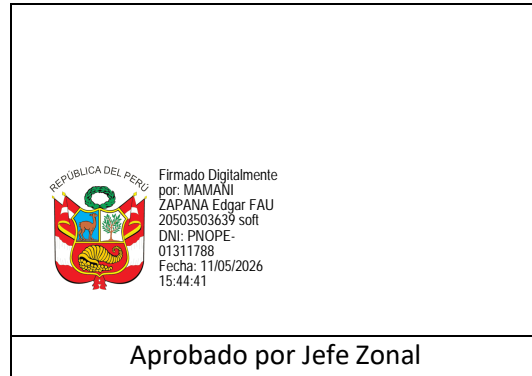 REPÚBLICA DEL PERÚ
Firmado Digitalmente
por: MAMANI
ZAPANA Edgar FAU
20503503639 soft
DNI: PNOPE-
01311788
Fecha: 11/05/2026
15:44:41
Aprobado por Jefe Zonal